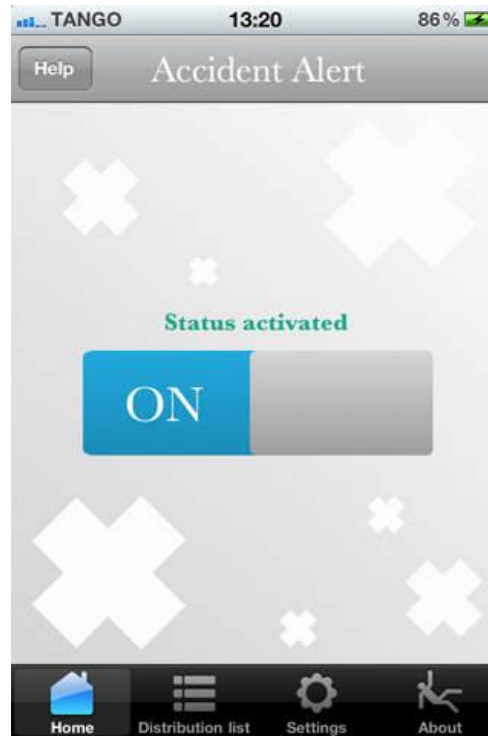 TANGO 13:20 86%
Help Accident Alert
Status activated
ON
Home Distribution list Settings About